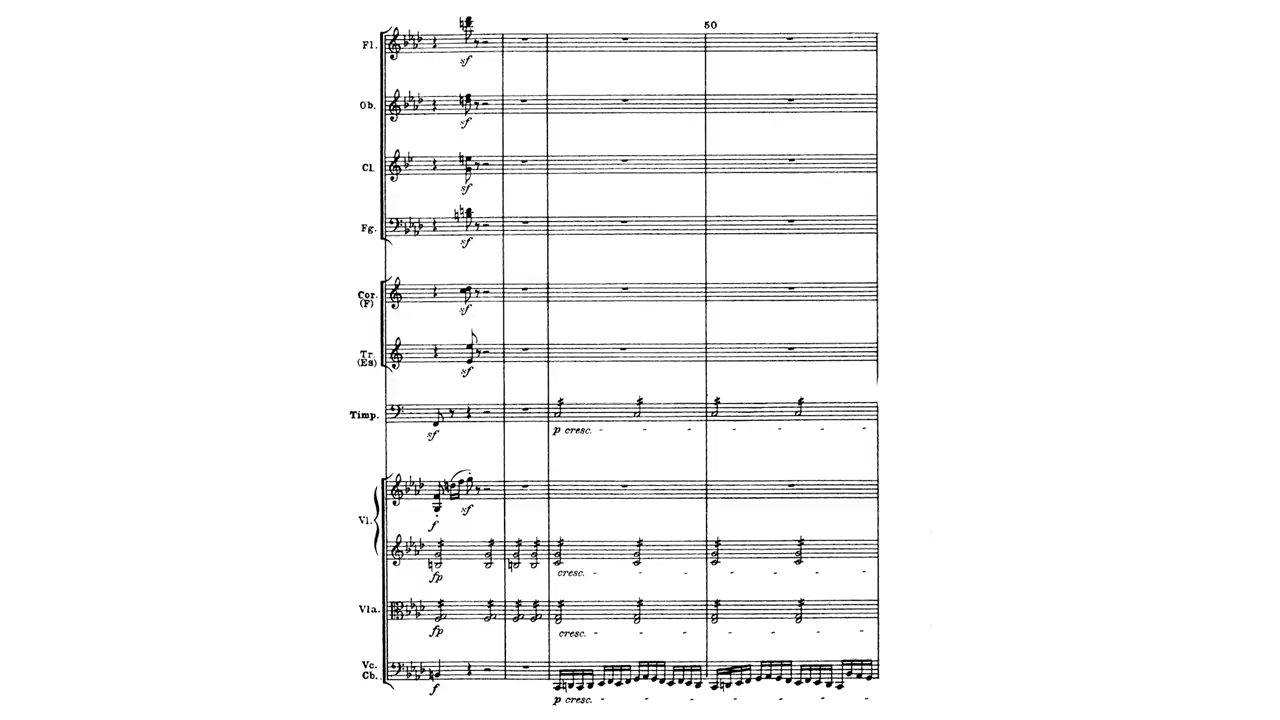 50
Fl.
sf
Ob.
sf
Cl.
sf
Fg.
sf
Cor.
(F)
sf
Tr.
(Es)
sf
Timp.
sf
p cresc. - - - - - - -
Vl.
f
sf
fp
cresc. - - - - - - -
Vla.
fp
cresc. - - - - - - -
Vc.
Cb.
f
p cresc. - - - - - - -